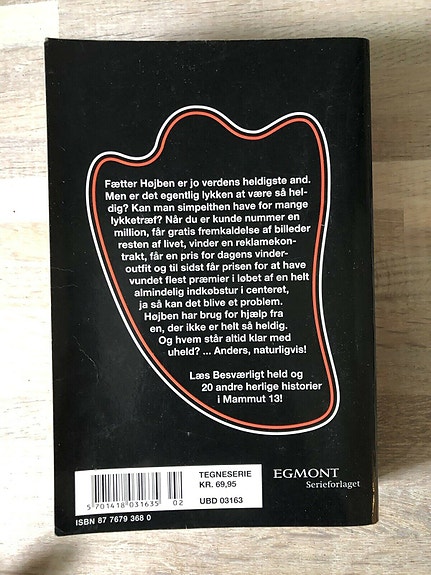 Fætter Højben er jo verdens heldigste and.
Men er det egentlig lykken at være så hel-
dig? Kan man simpelthen have for mange
lykketræf? Når du er kunde nummer en
million, får gratis fremkaldelse af billeder
resten af livet, vinder en reklamekon-
trakt, får en pris for dagens vinder-
outfit og til sidst får prisen for at have
vundet flest præmier i løbet af en helt
almindelig indkøbstur i centeret,
ja så kan det blive et problem.
Højben har brug for hjælp fra
en, der ikke er helt så heldig.
Og hvem står altid klar med
uheld? ... Anders, naturligvis!
Læs Besværligt held og
20 andre herlige historier
i Mammut 13!
TEGNESERIE
KR. 69,95
UBD 03163
5 701418 031635
02
ISBN 87 7679 368 0
EGMONT
Serieforlaget